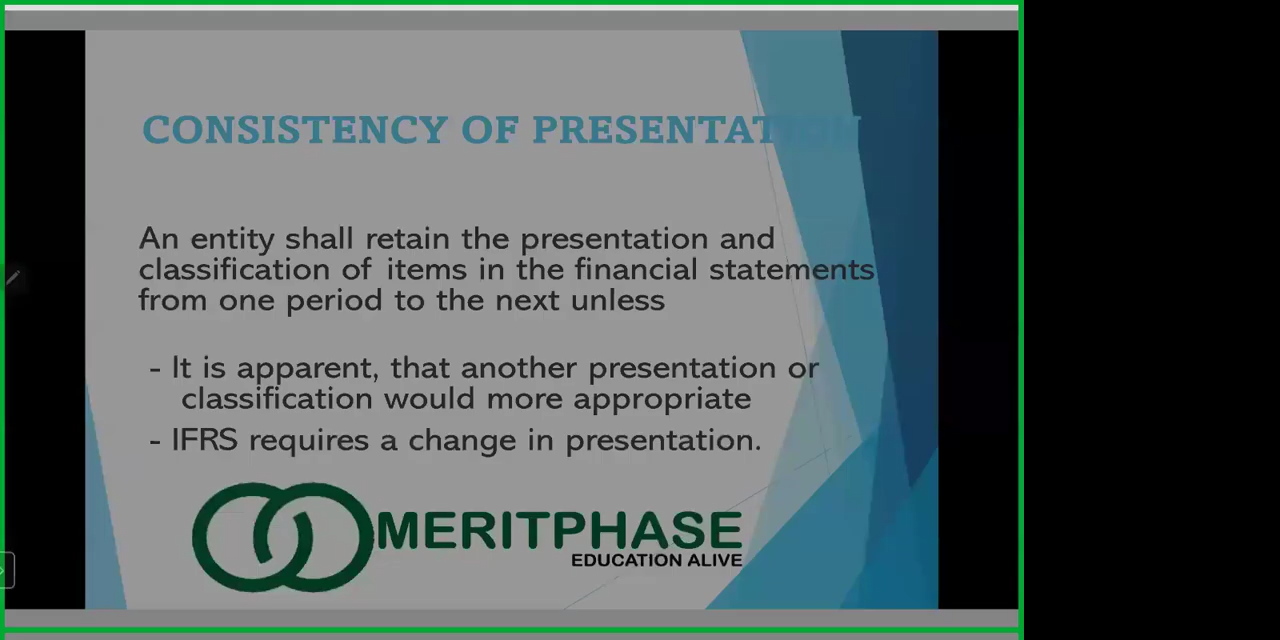 CONSISTENCY OF PRESENTATION
An entity shall retain the presentation and
classification of items in the financial statements
from one period to the next unless
- It is apparent, that another presentation or
classification would more appropriate
- IFRS requires a change in presentation.
MERITPHASE
EDUCATION ALIVE